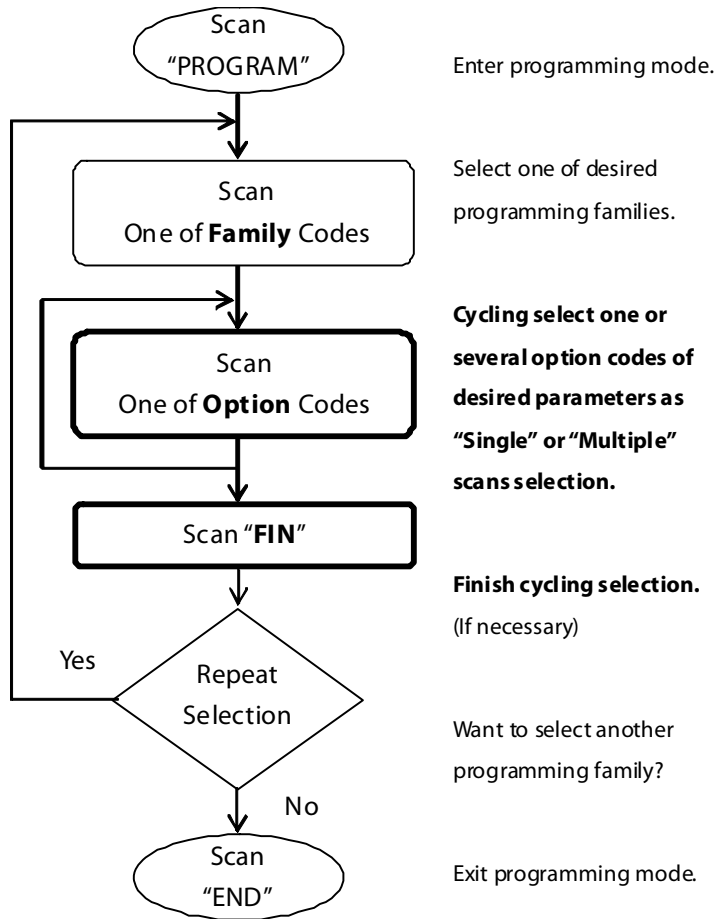 Scan
“PROGRAM”
Enter programming mode.
Scan
One of Family Codes
Select one of desired
programming families.
Scan
One of Option Codes
Cycling select one or
several option codes of
desired parameters as
“Single” or “Multiple”
scans selection.
Scan “FIN”
Finish cycling selection.
(If necessary)
Yes
Repeat
Selection
Want to select another
programming family?
No
Scan
“END”
Exit programming mode.